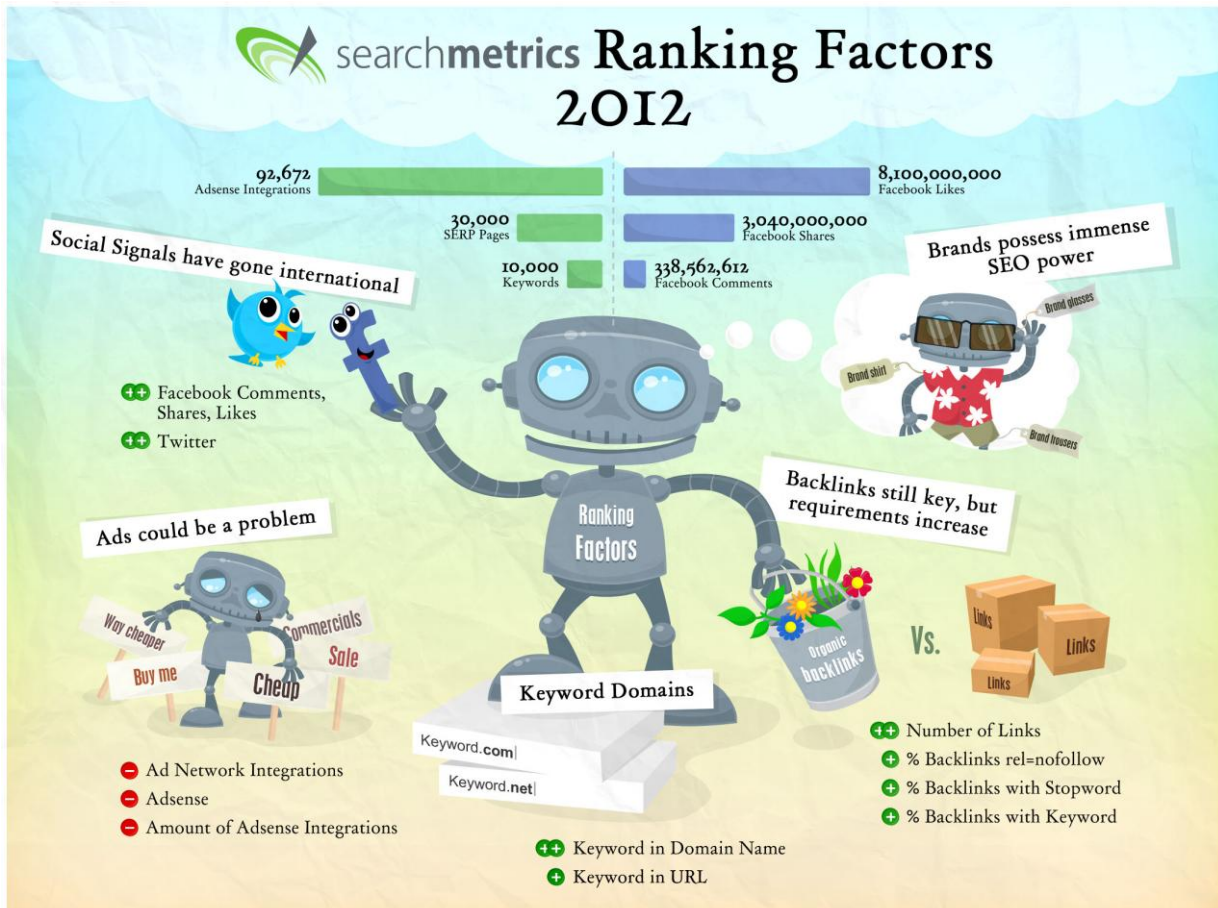 searchmetrics Ranking Factors
2012
92,672
Adsense Integrations
8,100,000,000
Facebook Likes
30,000
SERP Pages
3,040,000,000
Facebook Shares
10,000
Keywords
338,562,612
Facebook Comments
Social Signals have gone international
f
++ Facebook Comments,
Shares, Likes
++ Twitter
Brands possess immense
SEO power
Brand glasses
Brand shirt
Brand trousers
Ranking
Factors
Backlinks still key, but
requirements increase
Organic
backlinks
Vs.
Links
Links
Links
++ Number of Links
+ % Backlinks rel=nofollow
+ % Backlinks with Stopword
+ % Backlinks with Keyword
Ads could be a problem
Way cheaper
Commercials
Buy me
Sale
Cheap
- Ad Network Integrations
- Adsense
- Amount of Adsense Integrations
Keyword Domains
Keyword.com|
Keyword.net|
++ Keyword in Domain Name
+ Keyword in URL